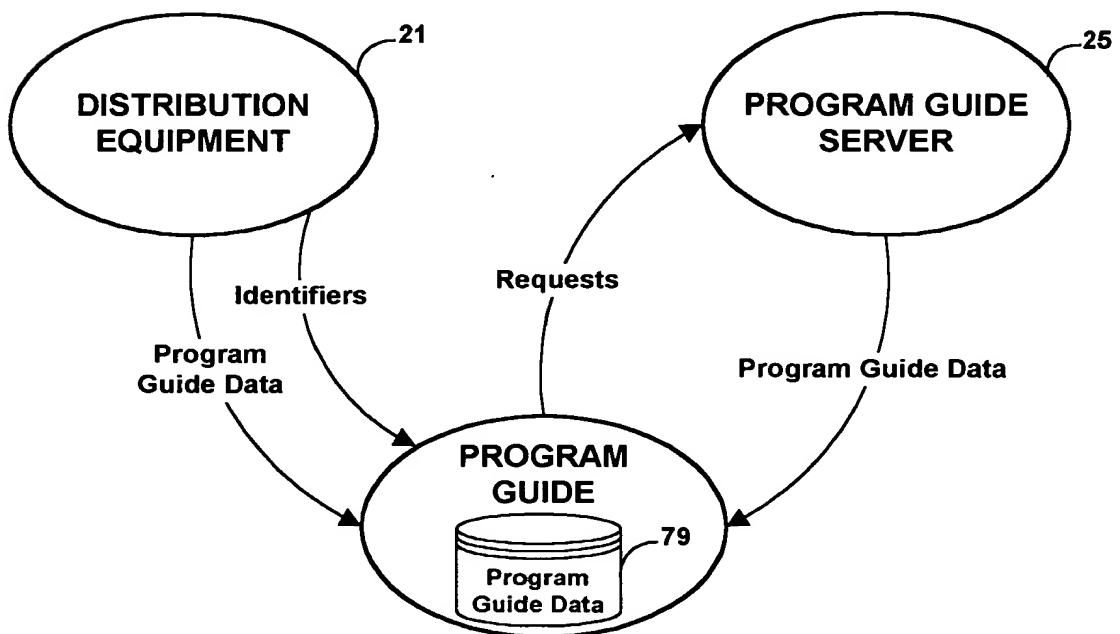 21
DISTRIBUTION
EQUIPMENT
25
PROGRAM GUIDE
SERVER
Identifiers
Requests
Program
Guide Data
Program Guide Data
PROGRAM
GUIDE
79
Program
Guide Data